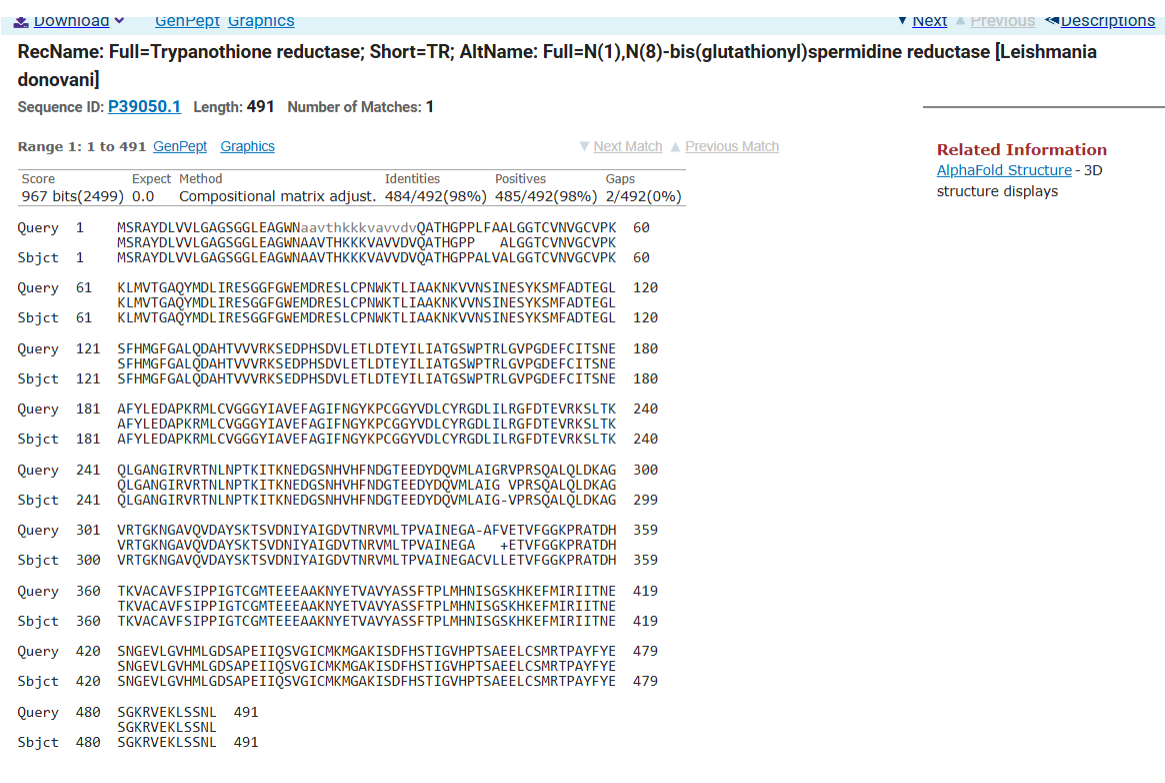 Download GenPept Graphics Next Previous Descriptions
RecName: Full=Trypanothione reductase; Short=TR; AltName: Full=N(1),N(8)-bis(glutathionyl)spermidine reductase [Leishmania
donovani]
Sequence ID: P39050.1 Length: 491 Number of Matches: 1
Range 1: 1 to 491 GenPept Graphics Next Match Previous Match
Related Information
AlphaFold Structure - 3D
structure displays
Score Expect Method Identities Positives Gaps
967 bits(2499) 0.0 Compositional matrix adjust. 484/492(98%) 485/492(98%) 2/492(0%)
Query 1 MSRAYDLVVLGAGSGGLEAGWNaavthkkkvavvdvQATHGPPLFAALGGTCVNVGCVPK 60
MSRAYDLVVLGAGSGGLEAGWNAAVTHKKKVAVVDVQATHGPP   ALGGTCVNVGCVPK
Sbjct 1 MSRAYDLVVLGAGSGGLEAGWNAAVTHKKKVAVVDVQATHGPPALVALGGTCVNVGCVPK 60
Query 61 KLMVTGAQYMDLIRESGGFGWEMDRESLCPNWKTLIAAKNKVVNSINESYKSMFADTEGL 120
KLMVTGAQYMDLIRESGGFGWEMDRESLCPNWKTLIAAKNKVVNSINESYKSMFADTEGL
Sbjct 61 KLMVTGAQYMDLIRESGGFGWEMDRESLCPNWKTLIAAKNKVVNSINESYKSMFADTEGL 120
Query 121 SFHMGFGALQDAHTVVVRKSEDPHSDVLETLDTEYILIATGSWPTRLGVPGDEFCITSNE 180
SFHMGFGALQDAHTVVVRKSEDPHSDVLETLDTEYILIATGSWPTRLGVPGDEFCITSNE
Sbjct 121 SFHMGFGALQDAHTVVVRKSEDPHSDVLETLDTEYILIATGSWPTRLGVPGDEFCITSNE 180
Query 181 AFYLEDAPKRMLCVGGGYIAVEFAGIFNGYKPCGGYVDLCYRGDLILRGFDTEVRKSLTK 240
AFYLEDAPKRMLCVGGGYIAVEFAGIFNGYKPCGGYVDLCYRGDLILRGFDTEVRKSLTK
Sbjct 181 AFYLEDAPKRMLCVGGGYIAVEFAGIFNGYKPCGGYVDLCYRGDLILRGFDTEVRKSLTK 240
Query 241 QLGANGIRVRTNLNPTKITKNEDGSNHVHFNDGTEEDYDQVMLAIGRVPRSQALQLDKAG 300
QLGANGIRVRTNLNPTKITKNEDGSNHVHFNDGTEEDYDQVMLAIG VPRSQALQLDKAG
Sbjct 241 QLGANGIRVRTNLNPTKITKNEDGSNHVHFNDGTEEDYDQVMLAIG-VPRSQALQLDKAG 299
Query 301 VRTGKNGAVQVDAYSKTSVDNIYAIGDVTNRVMLTPVAINEGA-AFVETVFGGKPRATDH 359
VRTGKNGAVQVDAYSKTSVDNIYAIGDVTNRVMLTPVAINEGA   +ETVFGGKPRATDH
Sbjct 300 VRTGKNGAVQVDAYSKTSVDNIYAIGDVTNRVMLTPVAINEGACVLLETVFGGKPRATDH 359
Query 360 TKVACAVFSIPPIGTCGMTEEEAAKNYETVAVYASSFTPLMHNISGSKHKEFMIRIITNE 419
TKVACAVFSIPPIGTCGMTEEEAAKNYETVAVYASSFTPLMHNISGSKHKEFMIRIITNE
Sbjct 360 TKVACAVFSIPPIGTCGMTEEEAAKNYETVAVYASSFTPLMHNISGSKHKEFMIRIITNE 419
Query 420 SNGEVLGVHMLGDSAPEIIQSVGICMKMGAKISDFHSTIGVHPTSAEELCSMRTPAYFYE 479
SNGEVLGVHMLGDSAPEIIQSVGICMKMGAKISDFHSTIGVHPTSAEELCSMRTPAYFYE
Sbjct 420 SNGEVLGVHMLGDSAPEIIQSVGICMKMGAKISDFHSTIGVHPTSAEELCSMRTPAYFYE 479
Query 480 SGKRVEKLSSNL 491
SGKRVEKLSSNL
Sbjct 480 SGKRVEKLSSNL 491